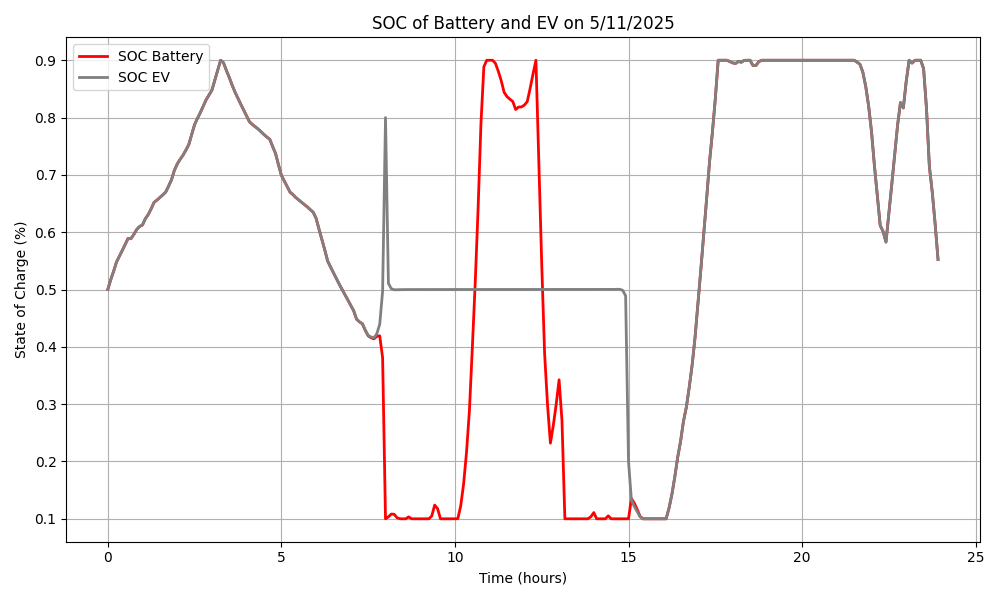 SOC of Battery and EV on 5/11/2025
SOC Battery
SOC EV
State of Charge (%)
0.9
0.8
0.7
0.6
0.5
0.4
0.3
0.2
0.1
0 5 10 15 20 25
Time (hours)